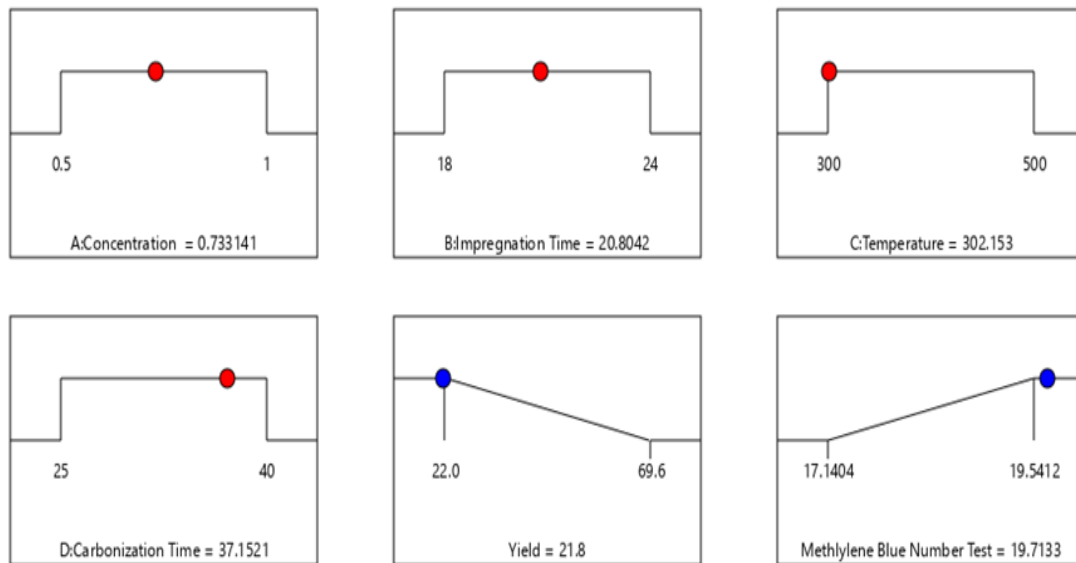 0.5 1
A:Concentration = 0.733141
18 24
B:Impregnation Time = 20.8042
300 500
C:Temperature = 302.153
25 40
D:Carbonization Time = 37.1521
22.0 69.6
Yield = 21.8
17.1404 19.5412
Methlylene Blue Number Test = 19.7133